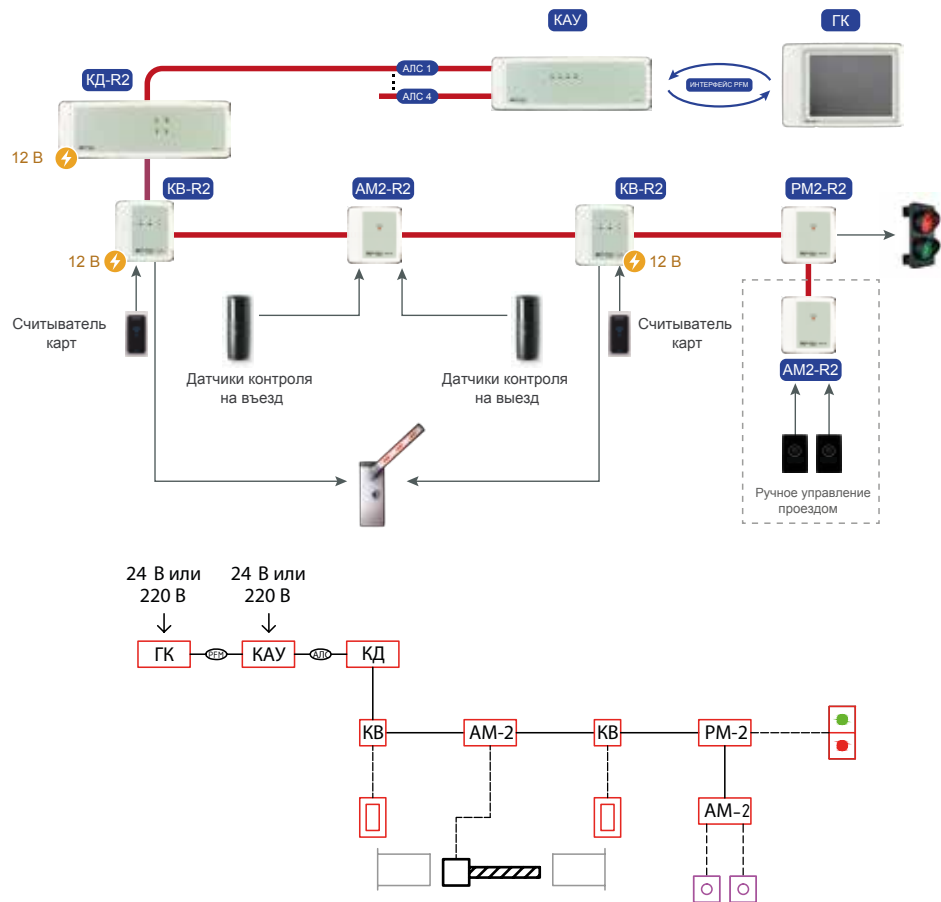 КАУ
ГК
КД-R2
АЛС 1
АЛС 4
ИНТЕРФЕЙС PFM
12 В
КВ-R2
АМ2-R2
КВ-R2
РМ2-R2
12 В
12 В
Считыватель
карт
Считыватель
карт
Датчики контроля
на въезд
Датчики контроля
на выезд
АМ2-R2
Ручное управление
проездом
24 В или
220 В
24 В или
220 В
ГК
PFM
КАУ
АЛС
КД
КВ
АМ-2
КВ
РМ-2
АМ-2